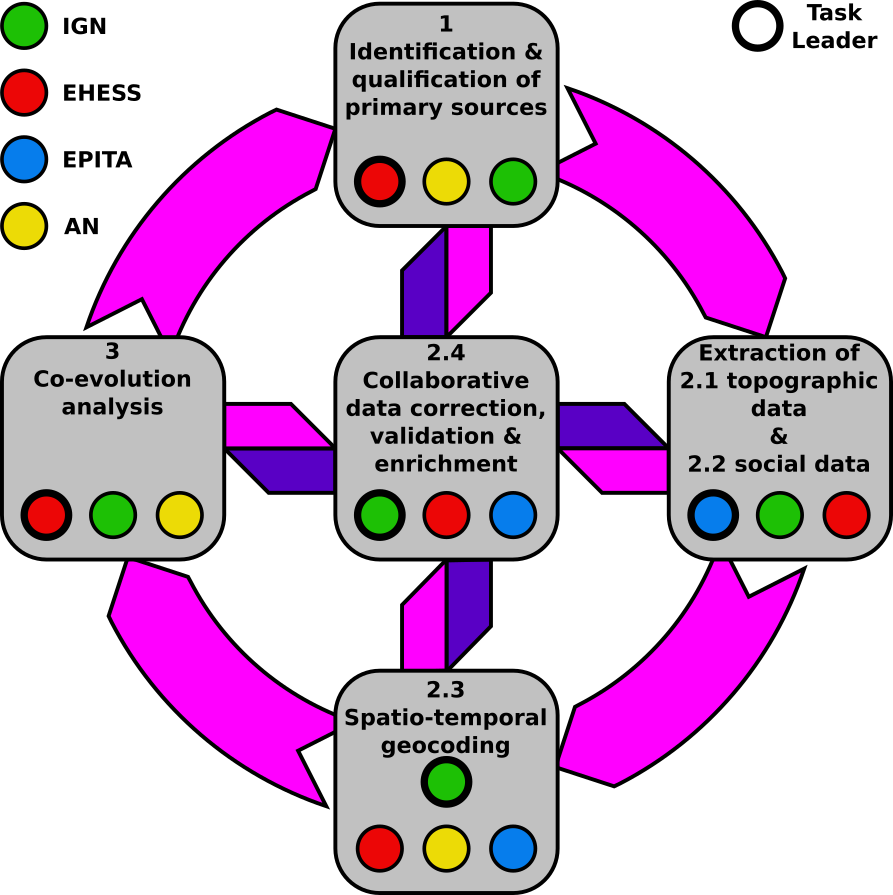 IGN
EHESS
EPITA
AN
Task
Leader
1
Identification &
qualification of
primary sources
3
Co-evolution
analysis
2.4
Collaborative
data correction,
validation &
enrichment
Extraction of
2.1 topographic
data
&
2.2 social data
2.3
Spatio-temporal
geocoding